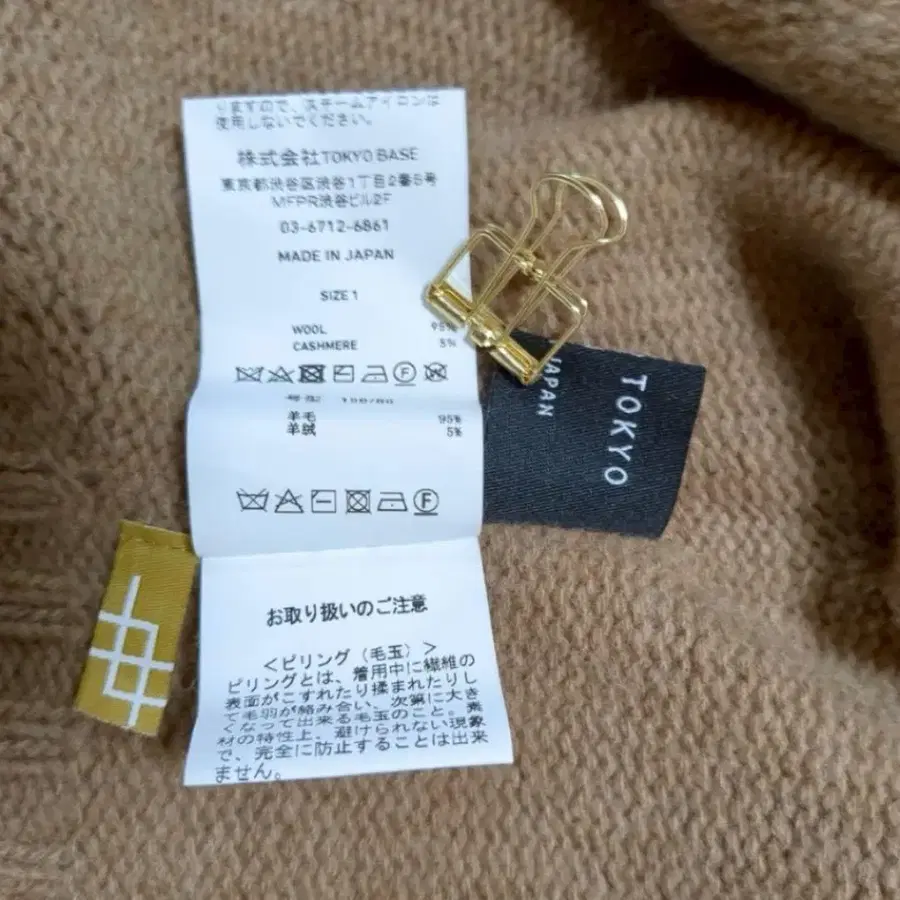 りますので、スチームアイロンは
使用しないでください。
株式会社TOKYO BASE
東京都渋谷区渋谷1丁目2番5号
MFPR渋谷ビル2F
03-6712-6861
MADE IN JAPAN
SIZE 1
WOOL 95%
CASHMERE 5%
羊毛 95%
羊绒 5%
お取り扱いのご注意
＜ピリング（毛玉）＞
ピリングとは、着用中に繊維の
表面がこすれたり揉まれたりし
て毛羽が絡み合い、次第に大き
くなって出来る毛玉のこと。素
材の特性上、避けられない現象
で、完全に防止することは出来
ません。
TOKYO
JAPAN